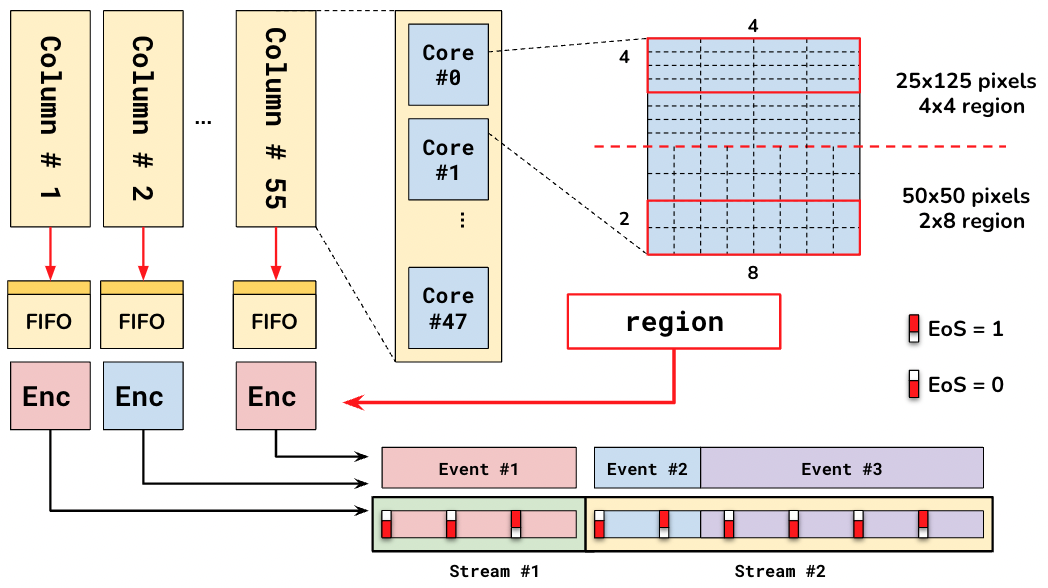 Column # 1
Column # 2
...
Column # 55
Core
#0
Core
#1
...
Core
#47
4
4
25x125 pixels
4x4 region
50x50 pixels
2x8 region
2
8
FIFO
FIFO
FIFO
region
EoS = 1
EoS = 0
Enc
Enc
Enc
Event #1
Event #2
Event #3
Stream #1
Stream #2